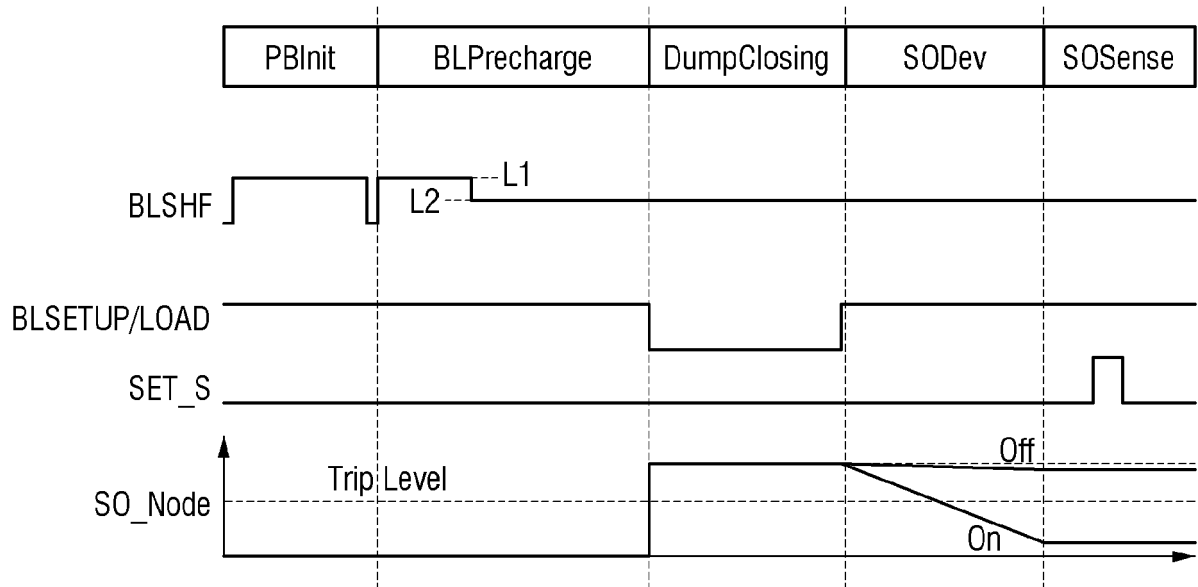 PBInit BLPrecharge DumpClosing SODev SOSense
L1
BLSHF L2
BLSETUP/LOAD
SET_S
Off
Trip Level
SO_Node
On